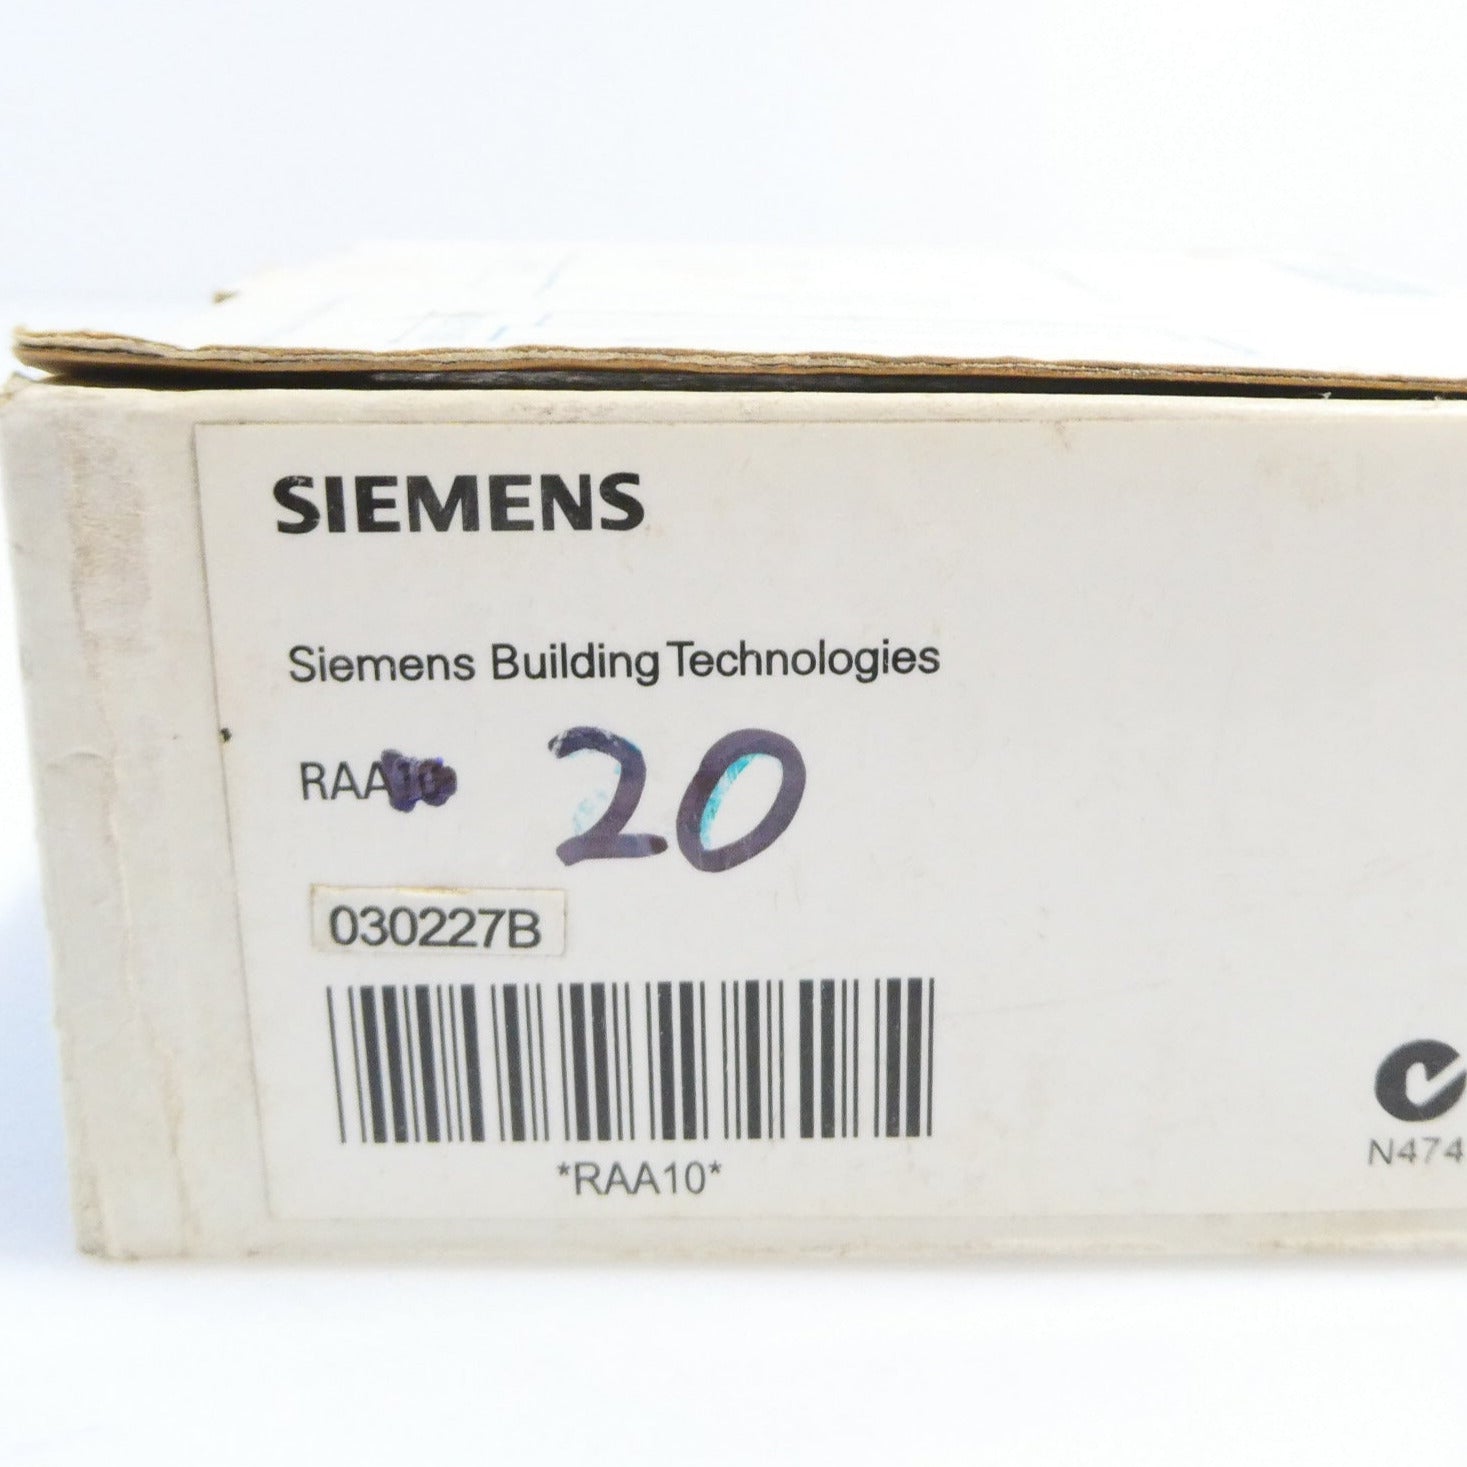 SIEMENS
Siemens Building Technologies
RAA10 20
030227B
*RAA10*
N474